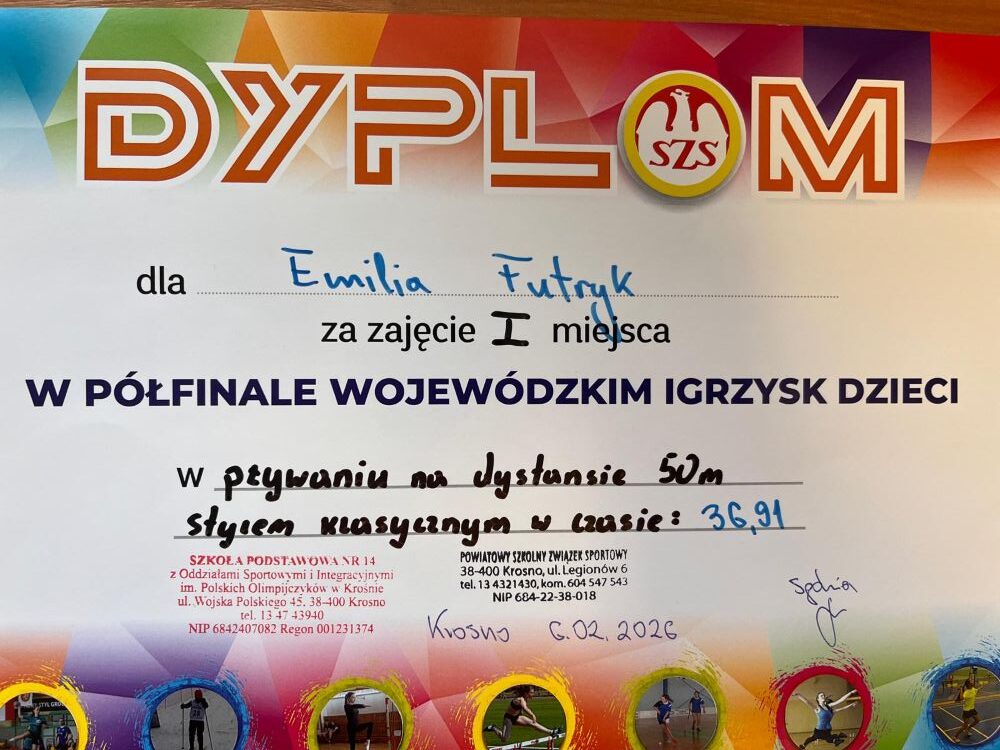 DYPLOM
SZS
dla Emilia Futryk
za zajęcie I miejsca
W PÓŁFINALE WOJEWÓDZKIM IGRZYSK DZIECI
w pływaniu na dystansie 50m
stylem klasycznym w czasie: 36,91
SZKOŁA PODSTAWOWA NR 14
z Oddziałami Sportowymi i Integracyjnymi
im. Polskich Olimpijczyków w Krośnie
ul. Wojska Polskiego 45, 38-400 Krosno
tel. 13 47 43940
NIP 6842407082 Regon 001231374
POWIATOWY SZKOLNY ZWIĄZEK SPORTOWY
38-400 Krosno, ul. Legionów 6
tel. 13 4321430, kom. 604 547 543
NIP 684-22-38-018
Krosno 6.02.2026